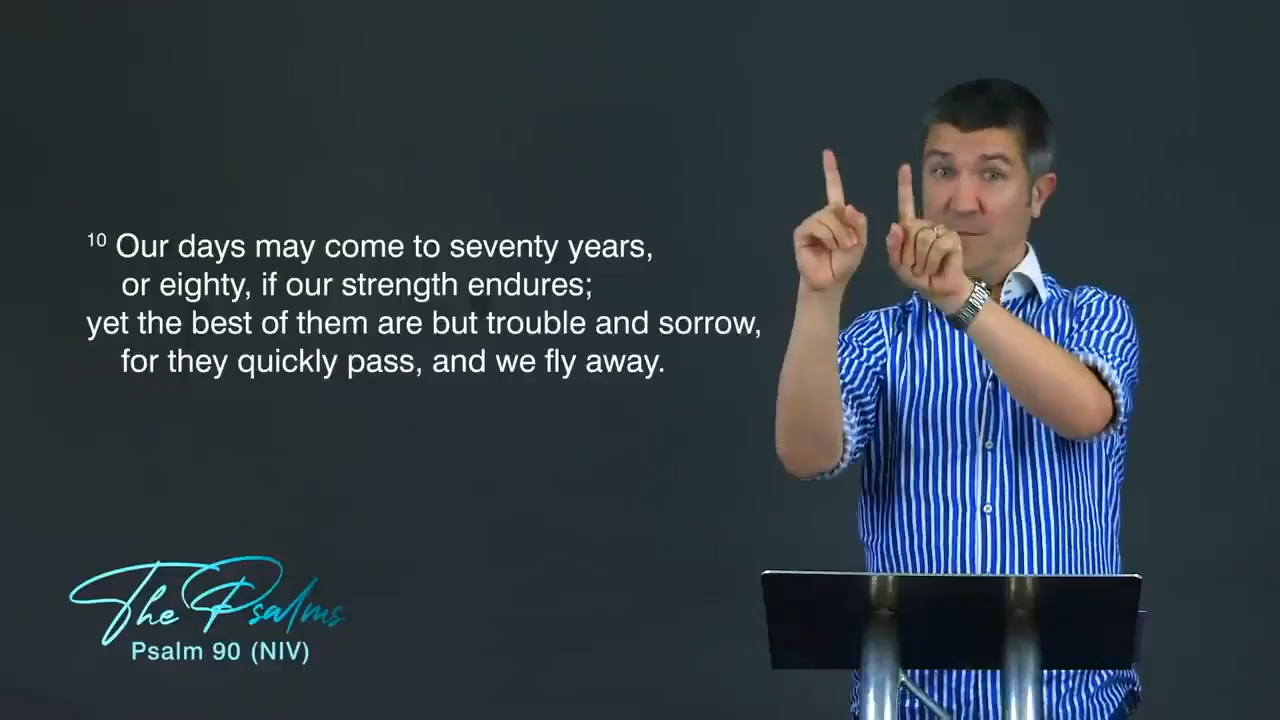 10 Our days may come to seventy years,
or eighty, if our strength endures;
yet the best of them are but trouble and sorrow,
for they quickly pass, and we fly away.
The Psalms
Psalm 90 (NIV)